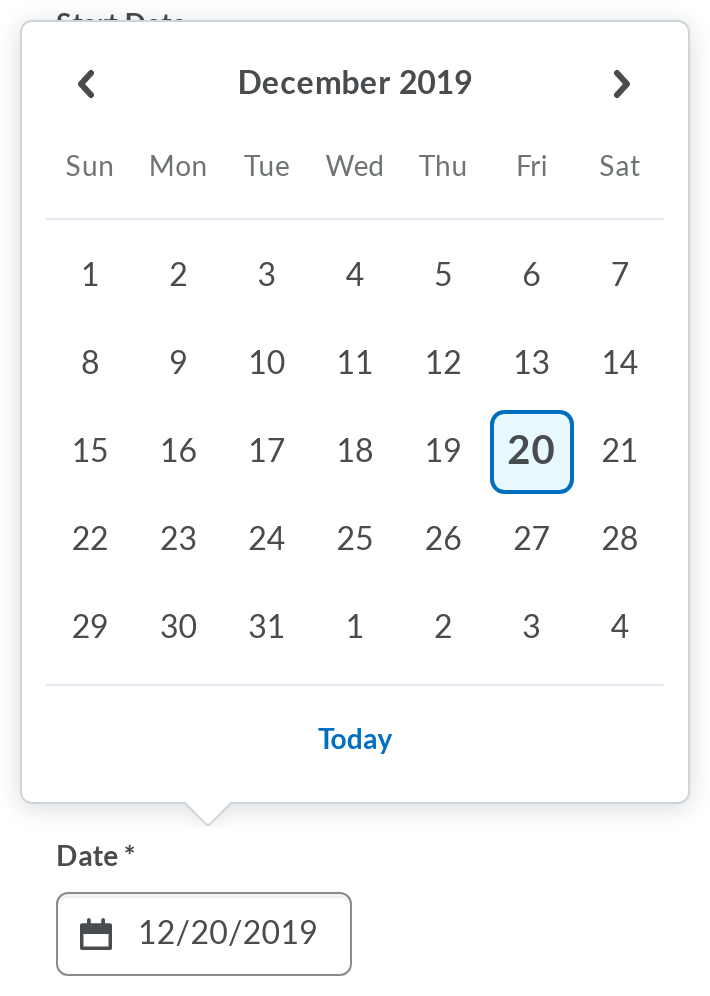 Start Date
December 2019
Sun Mon Tue Wed Thu Fri Sat
1 2 3 4 5 6 7
8 9 10 11 12 13 14
15 16 17 18 19 20 21
22 23 24 25 26 27 28
29 30 31 1 2 3 4
Today
Date *
12/20/2019